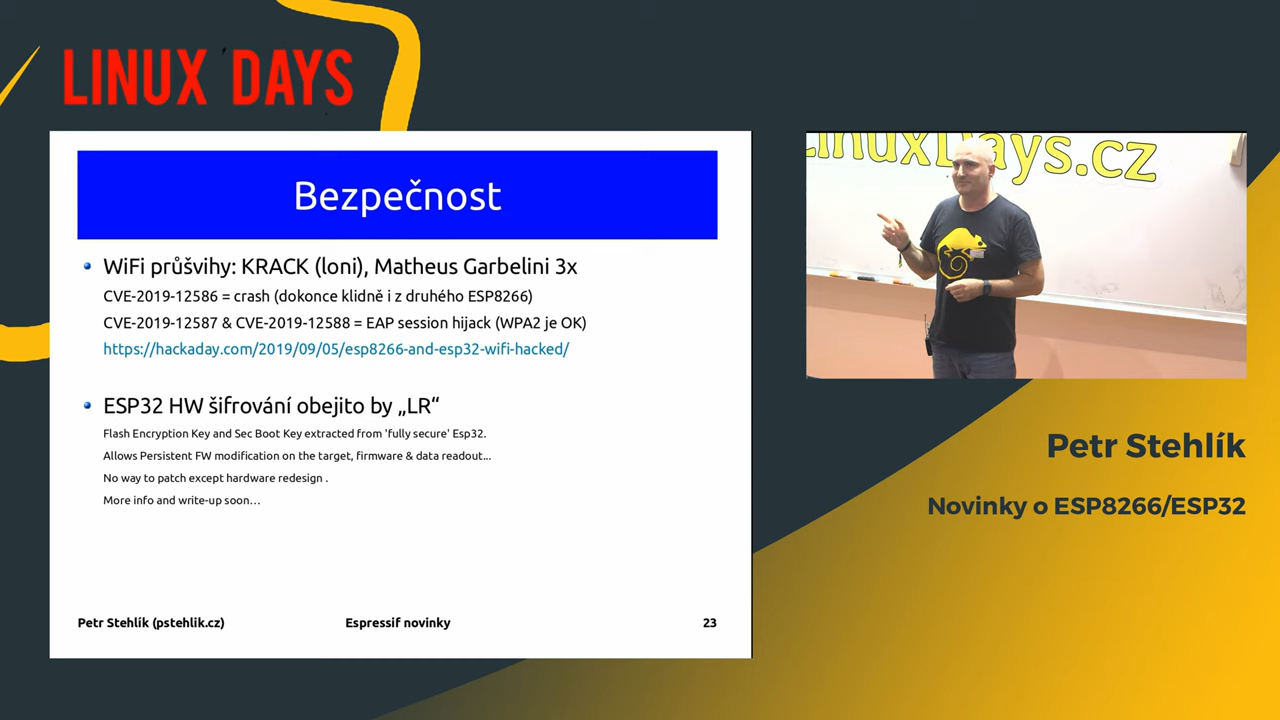 LINUX DAYS
Bezpečnost
WiFi průšvihy: KRACK (loni), Matheus Garbelini 3x
CVE-2019-12586 = crash (dokonce klidně i z druhého ESP8266)
CVE-2019-12587 & CVE-2019-12588 = EAP session hijack (WPA2 je OK)
https://hackaday.com/2019/09/05/esp8266-and-esp32-wifi-hacked/
ESP32 HW šifrování obejito by „LR“
Flash Encryption Key and Sec Boot Key extracted from 'fully secure' Esp32.
Allows Persistent FW modification on the target, firmware & data readout...
No way to patch except hardware redesign .
More info and write-up soon…
Petr Stehlík (pstehlik.cz)
Espressif novinky
23
LinuxDays.cz
Petr Stehlík
Novinky o ESP8266/ESP32